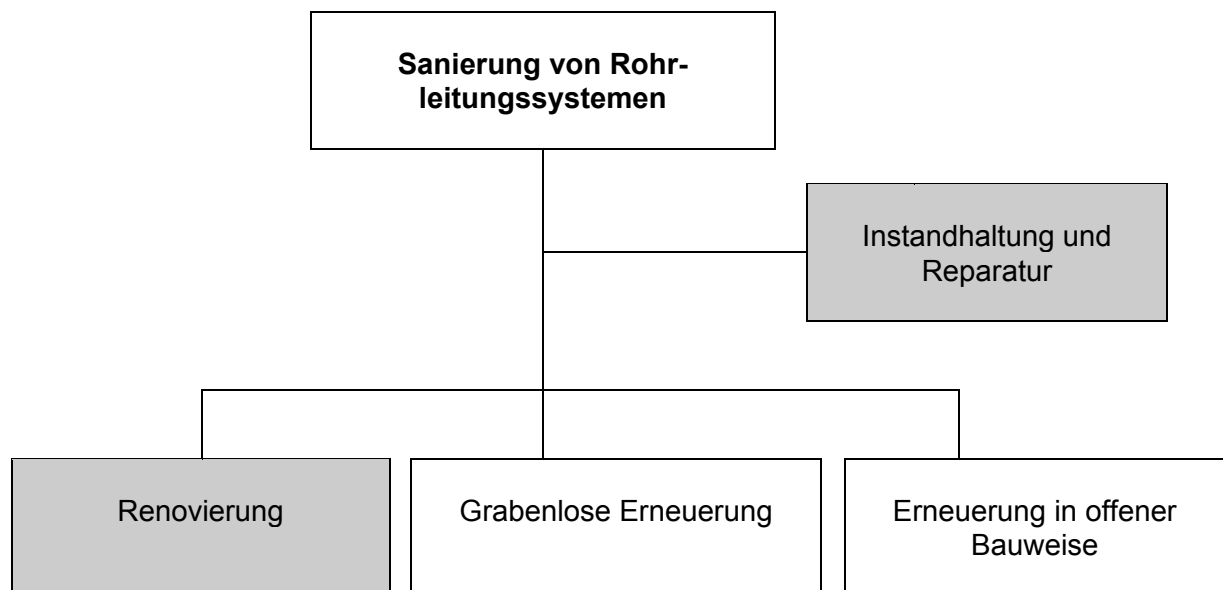 Sanierung von Rohr-
leitungssystemen
Instandhaltung und
Reparatur
Renovierung
Grabenlose Erneuerung
Erneuerung in offener
Bauweise